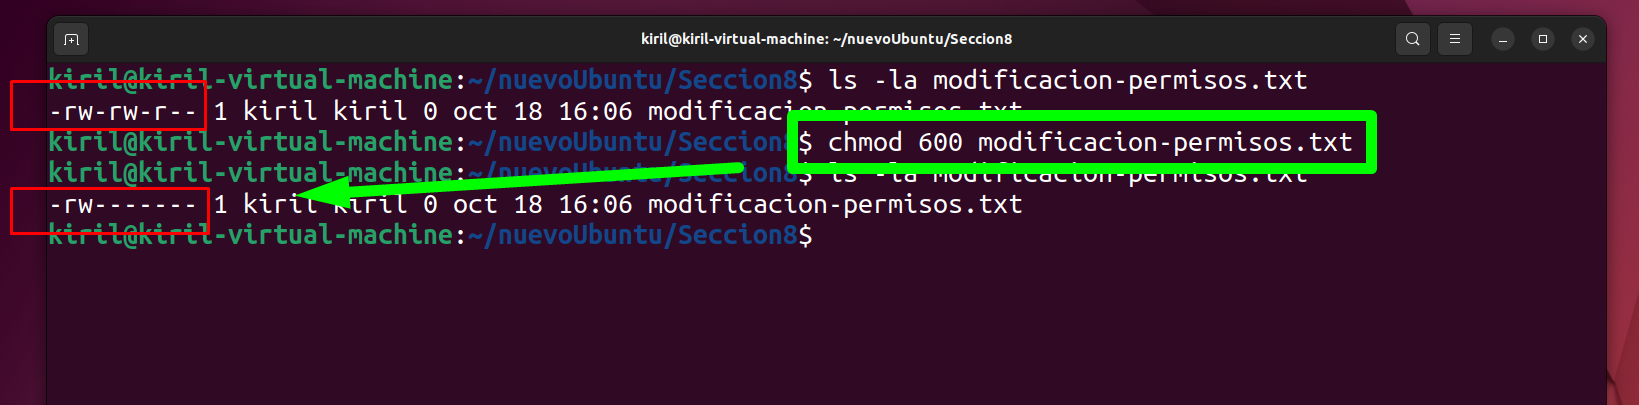 kiril@kiril-virtual-machine: ~/nuevoUbuntu/Seccion8
kiril@kiril-virtual-machine:~/nuevoUbuntu/Seccion8$ ls -la modificacion-permisos.txt
-rw-rw-r-- 1 kiril kiril 0 oct 18 16:06 modificacion-permisos.txt
kiril@kiril-virtual-machine:~/nuevoUbuntu/Seccion8$ chmod 600 modificacion-permisos.txt
kiril@kiril-virtual-machine:~/nuevoUbuntu/Seccion8$ ls -la modificacion-permisos.txt
-rw------- 1 kiril kiril 0 oct 18 16:06 modificacion-permisos.txt
kiril@kiril-virtual-machine:~/nuevoUbuntu/Seccion8$